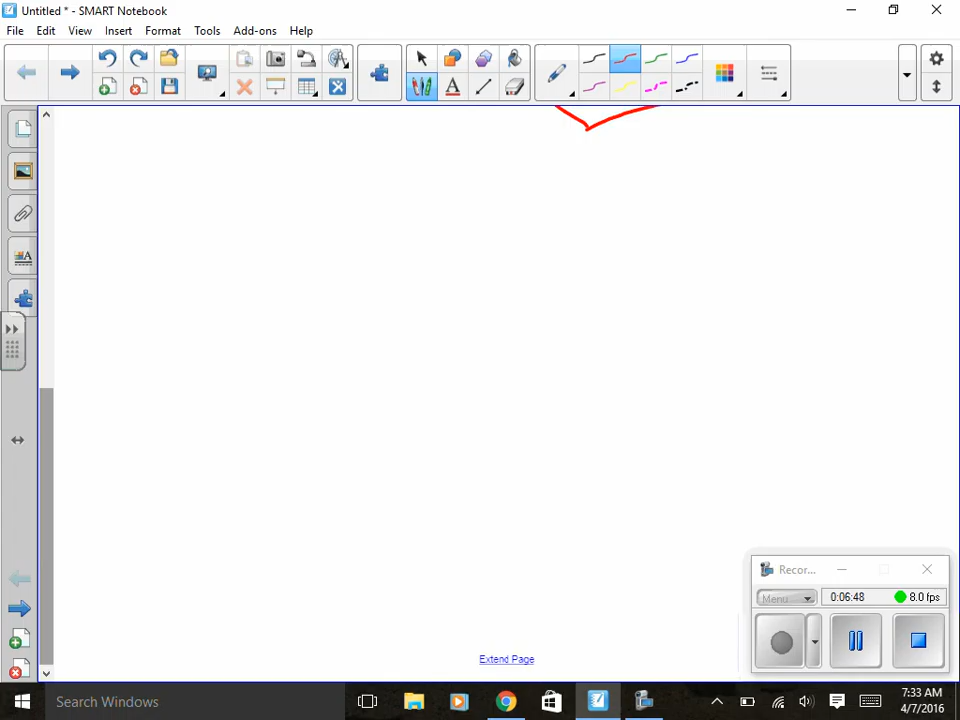 Untitled * - SMART Notebook
File Edit View Insert Format Tools Add-ons Help
Extend Page
Recor...
Menu 0:06:48 8.0 fps
Search Windows
7:33 AM
4/7/2016